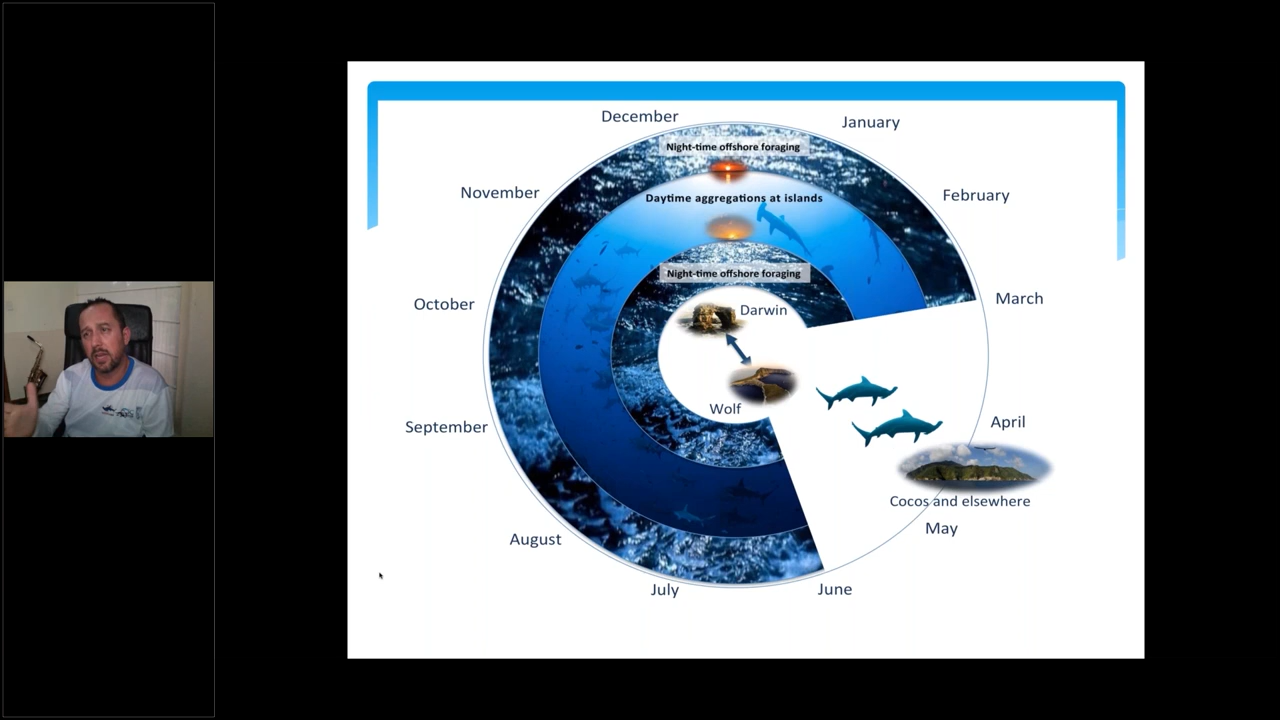 December
January
Night-time offshore foraging
November
Daytime aggregations at islands
February
Night-time offshore foraging
October
Darwin
March
Wolf
September
April
Cocos and elsewhere
August
May
July
June